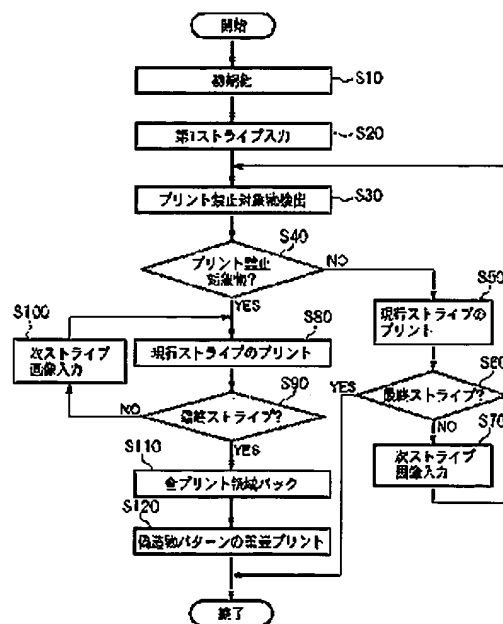 開始
初期化
S10
第1ストライプ入力
S20
プリント禁止対象物検出
S30
S40
プリント禁止
対象物?
NO
YES
S50
現行ストライプの
プリント
S60
最終ストライプ?
YES
NO
S70
次ストライプ
画像入力
S80
現行ストライプのプリント
S90
最終ストライプ?
NO
YES
S100
次ストライプ
画像入力
S110
全プリント領域バック
S120
偽造物パターンの重畳プリント
終了